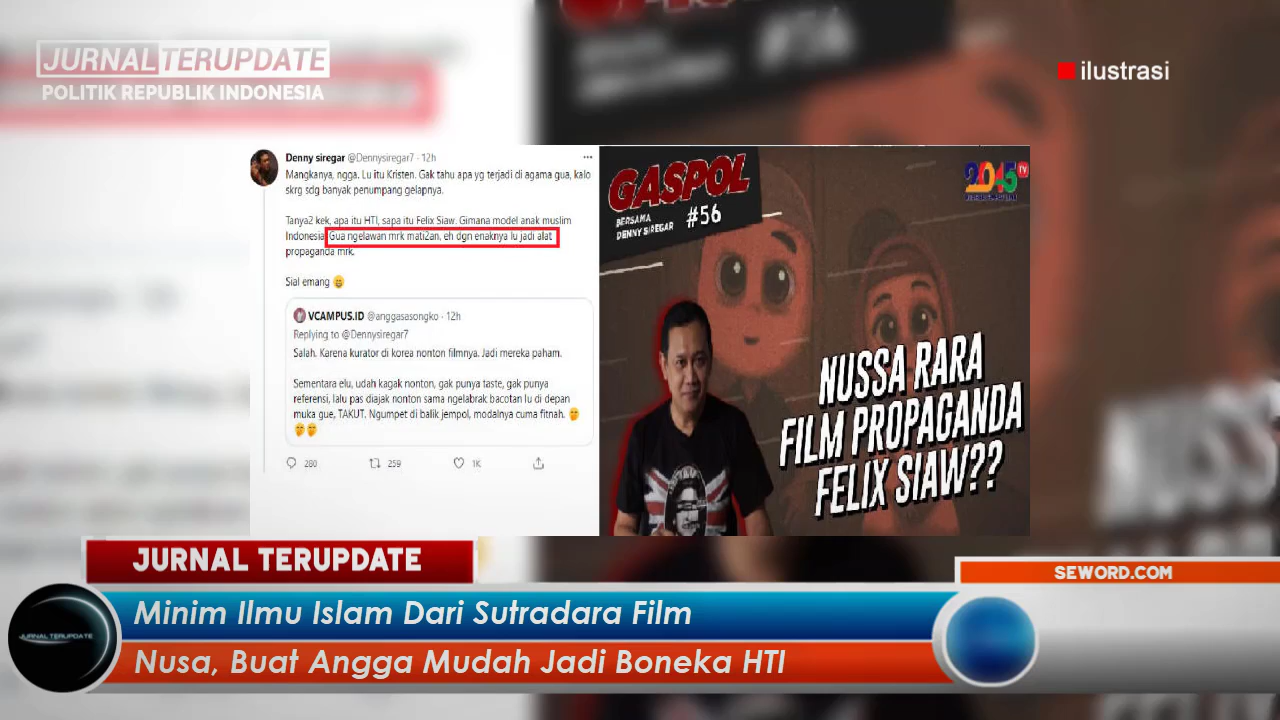 JURNALTERUPDATE
POLITIK REPUBLIK INDONESIA
ilustrasi
Denny siregar @Dennysiregar7 · 12h
Mangkanya, ngga. Lu itu Kristen. Gak tahu apa yg terjadi di agama gua, kalo
skrg sdg banyak penumpang gelapnya.
Tanya2 kek, apa itu HTI, sapa itu Felix Siaw. Gimana model anak muslim
Indonesia. Gua ngelawan mrk mati2an, eh dgn enaknya lu jadi alat
propaganda mrk.
Sial emang 😄
VCAMPUS.ID @anggasasongko · 12h
Replying to @Dennysiregar7
Salah. Karena kurator di korea nonton filmnya. Jadi mereka paham.
Sementara elu, udah kagak nonton, gak punya taste, gak punya
referensi, lalu pas diajak nonton sama ngelabrak bacotan lu di depan
muka gue, TAKUT. Ngumpet di balik jempol, modalnya cuma fitnah. 🤭
🤭🤭
280 259 1K
GASPOL
BERSAMA
DENNY SIREGAR #56
2045 TV
NUSSA RARA
FILM PROPAGANDA
FELIX SIAW??
JURNAL TERUPDATE
SEWORD.COM
JURNAL TERUPDATE
Minim Ilmu Islam Dari Sutradara Film
Nusa, Buat Angga Mudah Jadi Boneka HTI